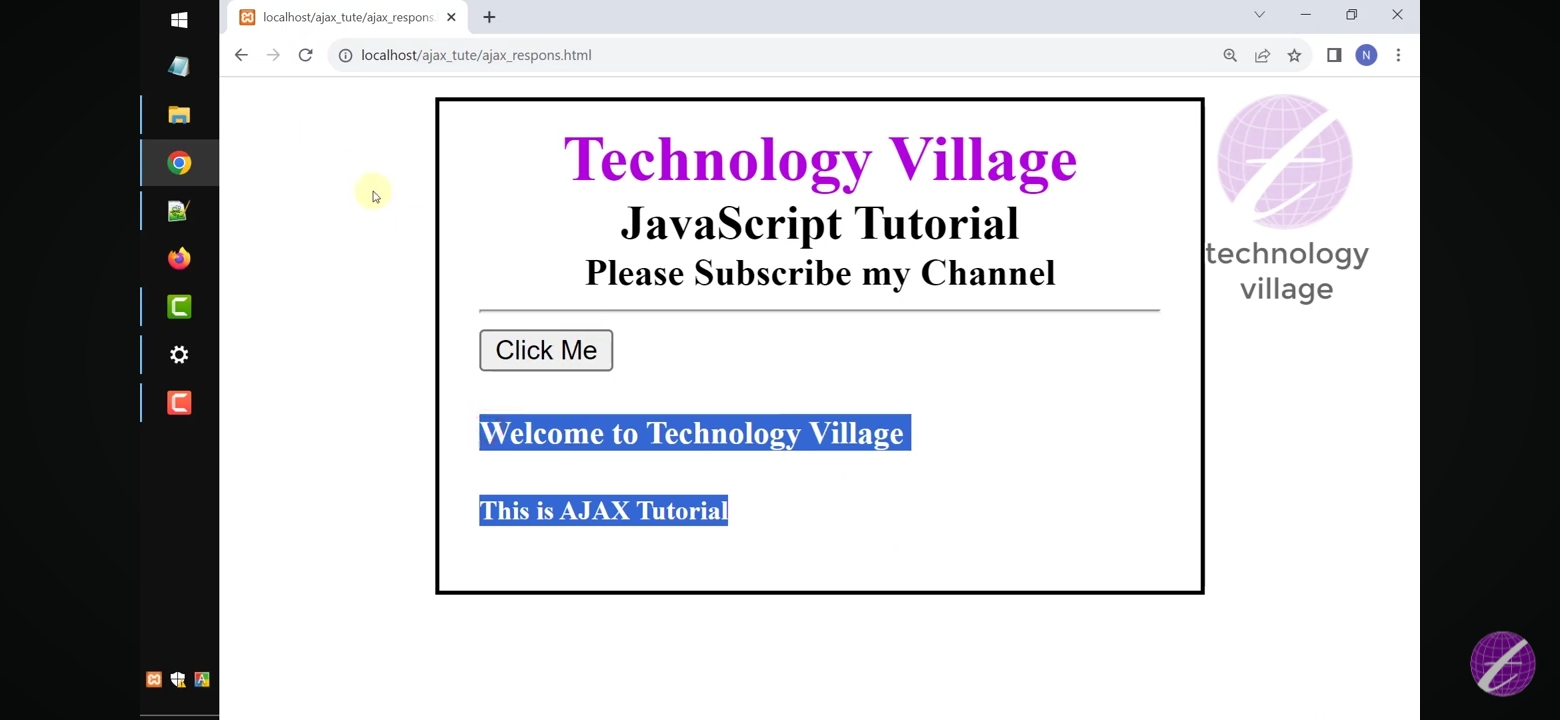 localhost/ajax_tute/ajax_respons.
localhost/ajax_tute/ajax_respons.html
N
Technology Village
JavaScript Tutorial
Please Subscribe my Channel
Click Me
Welcome to Technology Village
This is AJAX Tutorial
technology
village